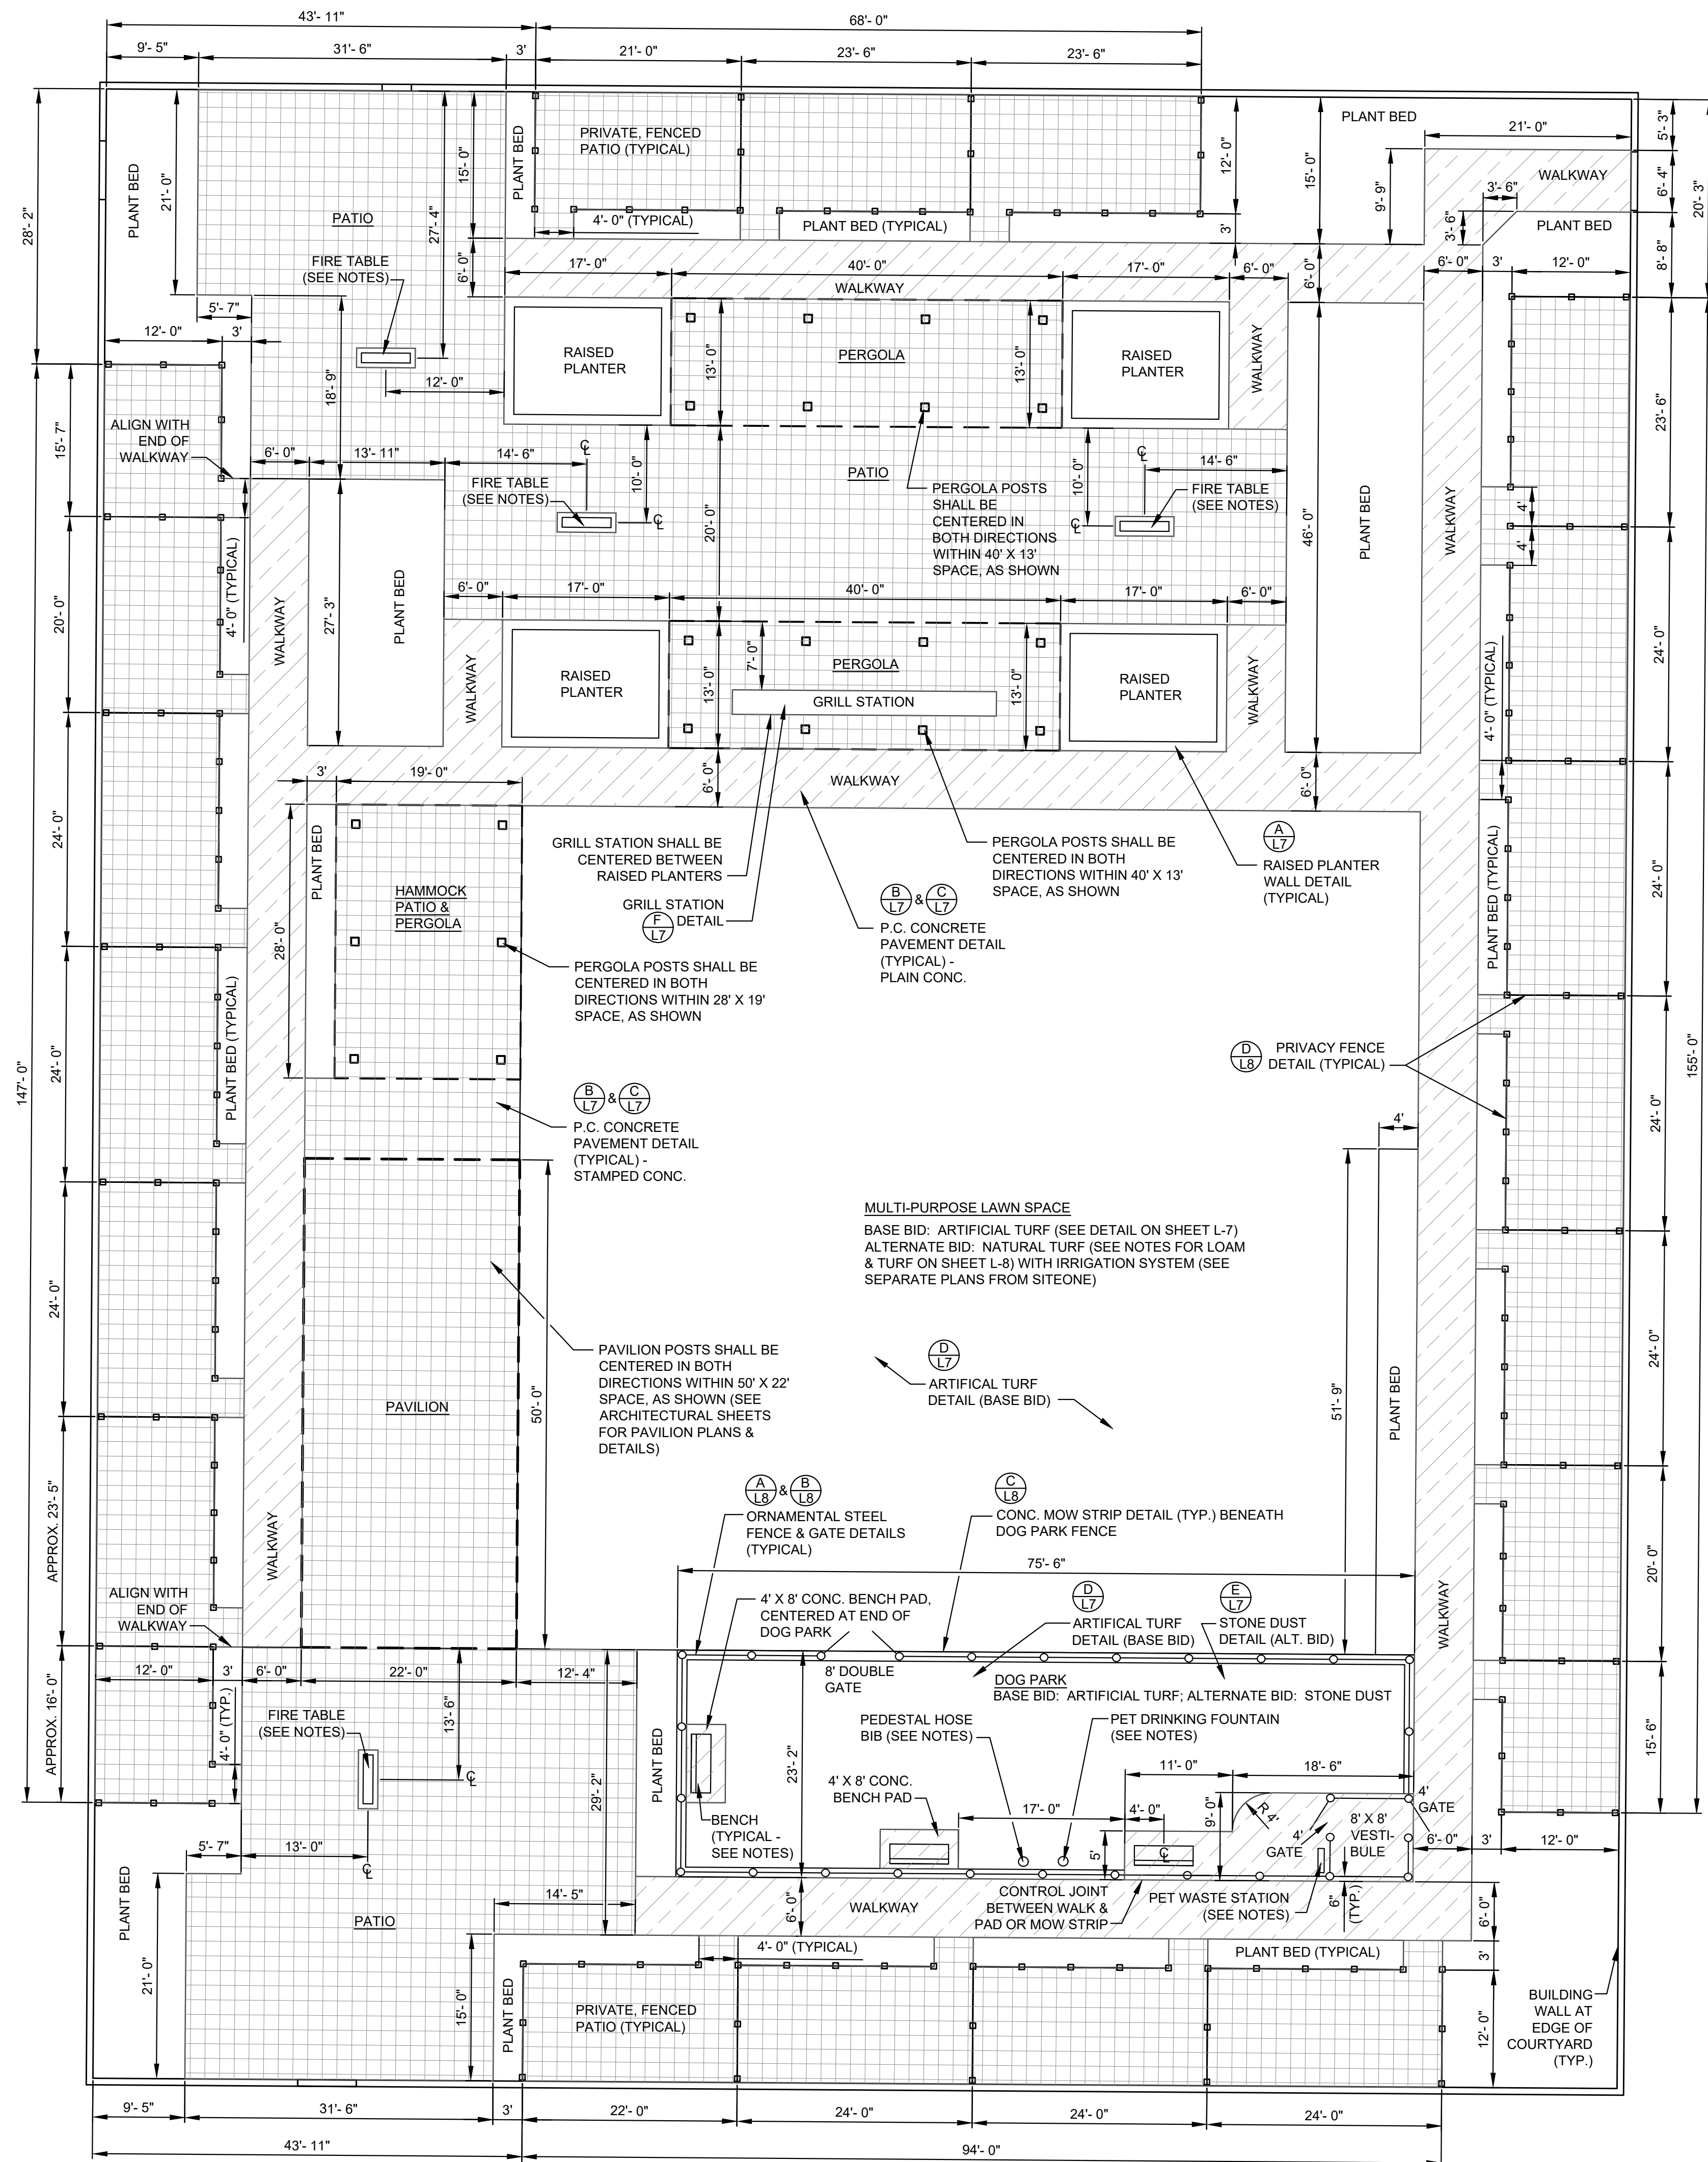 43'- 11"
68'- 0"
9'- 5"
31'- 6"
3'
21'- 0"
23'- 6"
23'- 6"
28'- 2"
PLANT BED
21'- 0"
PATIO
27'- 4"
15'- 0"
PLANT BED
PRIVATE, FENCED
PATIO (TYPICAL)
12'- 0"
15'- 0"
PLANT BED
21'- 0"
5'- 3"
WALKWAY
6'- 4"
20'- 3"
9'- 9"
3'- 6"
3'- 6"
PLANT BED
8'- 8"
4'- 0" (TYPICAL)
PLANT BED (TYPICAL)
3'
FIRE TABLE
(SEE NOTES)
6'- 0"
17'- 0"
40'- 0"
WALKWAY
17'- 0"
6'- 0"
6'- 0"
6'- 0"
3'
12'- 0"
5'- 7"
12'- 0"
3'
18'- 9"
12'- 0"
RAISED
PLANTER
13'- 0"
PERGOLA
13'- 0"
RAISED
PLANTER
WALKWAY
23'- 6"
15'- 7"
ALIGN WITH
END OF
WALKWAY
6'- 0"
13'- 11"
14'- 6"
CL
10'- 0"
FIRE TABLE
(SEE NOTES)
CL
PATIO
PERGOLA POSTS
SHALL BE
CENTERED IN
BOTH DIRECTIONS
WITHIN 40' X 13'
SPACE, AS SHOWN
10'- 0"
CL
14'- 6"
CL
FIRE TABLE
(SEE NOTES)
46'- 0"
PLANT BED
WALKWAY
4'
4'
20'- 0"
20'- 0"
4'- 0" (TYPICAL)
WALKWAY
27'- 3"
PLANT BED
6'- 0"
17'- 0"
40'- 0"
17'- 0"
6'- 0"
24'- 0"
WALKWAY
RAISED
PLANTER
13'- 0"
7'- 0"
PERGOLA
GRILL STATION
13'- 0"
RAISED
PLANTER
WALKWAY
4'- 0" (TYPICAL)
3'
19'- 0"
6'- 0"
WALKWAY
6'- 0"
24'- 0"
PLANT BED
28'- 0"
HAMMOCK
PATIO &
PERGOLA
GRILL STATION SHALL BE
CENTERED BETWEEN
RAISED PLANTERS
GRILL STATION
F
L7
DETAIL
PERGOLA POSTS SHALL BE
CENTERED IN BOTH
DIRECTIONS WITHIN 40' X 13'
SPACE, AS SHOWN
A
L7
RAISED PLANTER
WALL DETAIL
(TYPICAL)
B
L7
&
C
L7
P.C. CONCRETE
PAVEMENT DETAIL
(TYPICAL) -
PLAIN CONC.
PLANT BED (TYPICAL)
24'- 0"
PERGOLA POSTS SHALL BE
CENTERED IN BOTH
DIRECTIONS WITHIN 28' X 19'
SPACE, AS SHOWN
24'- 0"
PLANT BED (TYPICAL)
147'- 0"
D
L8
PRIVACY FENCE
DETAIL (TYPICAL)
155'- 0"
24'- 0"
4'
B
L7
&
C
L7
P.C. CONCRETE
PAVEMENT DETAIL
(TYPICAL) -
STAMPED CONC.
MULTI-PURPOSE LAWN SPACE
BASE BID: ARTIFICIAL TURF (SEE DETAIL ON SHEET L-7)
ALTERNATE BID: NATURAL TURF (SEE NOTES FOR LOAM
& TURF ON SHEET L-8) WITH IRRIGATION SYSTEM (SEE
SEPARATE PLANS FROM SITEONE)
24'- 0"
24'- 0"
PAVILION POSTS SHALL BE
CENTERED IN BOTH
DIRECTIONS WITHIN 50' X 22'
SPACE, AS SHOWN (SEE
ARCHITECTURAL SHEETS
FOR PAVILION PLANS &
DETAILS)
D
L7
ARTIFICAL TURF
DETAIL (BASE BID)
PAVILION
50'- 0"
51'- 9"
PLANT BED
APPROX. 23'- 5"
WALKWAY
A
L8
&
B
L8
ORNAMENTAL STEEL
FENCE & GATE DETAILS
(TYPICAL)
C
L8
CONC. MOW STRIP DETAIL (TYP.) BENEATH
DOG PARK FENCE
75'- 6"
20'- 0"
WALKWAY
ALIGN WITH
END OF
WALKWAY
4' X 8' CONC. BENCH PAD,
CENTERED AT END OF
DOG PARK
D
L7
ARTIFICAL TURF
DETAIL (BASE BID)
E
L7
STONE DUST
DETAIL (ALT. BID)
12'- 0"
3'
6'- 0"
22'- 0"
12'- 4"
8' DOUBLE
GATE
DOG PARK
BASE BID: ARTIFICAL TURF; ALTERNATE BID: STONE DUST
APPROX. 16'- 0"
4'- 0" (TYP.)
FIRE TABLE
(SEE NOTES)
13'- 6"
CL
29'- 2"
PLANT BED
23'- 2"
PEDESTAL HOSE
BIB (SEE NOTES)
PET DRINKING FOUNTAIN
(SEE NOTES)
15'- 6"
11'- 0"
18'- 6"
4' X 8' CONC.
BENCH PAD
17'- 0"
4'- 0"
9'- 0"
R 4'
4'
GATE
8' X 8'
VESTI-
BULE
4'
GATE
BENCH
(TYPICAL -
SEE NOTES)
5'
CL
6'- 0"
3'
12'- 0"
5'- 7"
13'- 0"
CL
PLANT BED
14'- 5"
PATIO
6'- 0"
WALKWAY
CONTROL JOINT
BETWEEN WALK &
PAD OR MOW STRIP
PET WASTE STATION
(SEE NOTES)
6"
(TYP.)
6'- 0"
21'- 0"
15'- 0"
4'- 0" (TYPICAL)
PLANT BED (TYPICAL)
3'
PLANT BED
PRIVATE, FENCED
PATIO (TYPICAL)
12'- 0"
BUILDING
WALL AT
EDGE OF
COURTYARD
(TYP.)
9'- 5"
31'- 6"
3'
22'- 0"
24'- 0"
24'- 0"
24'- 0"
43'- 11"
94'- 0"